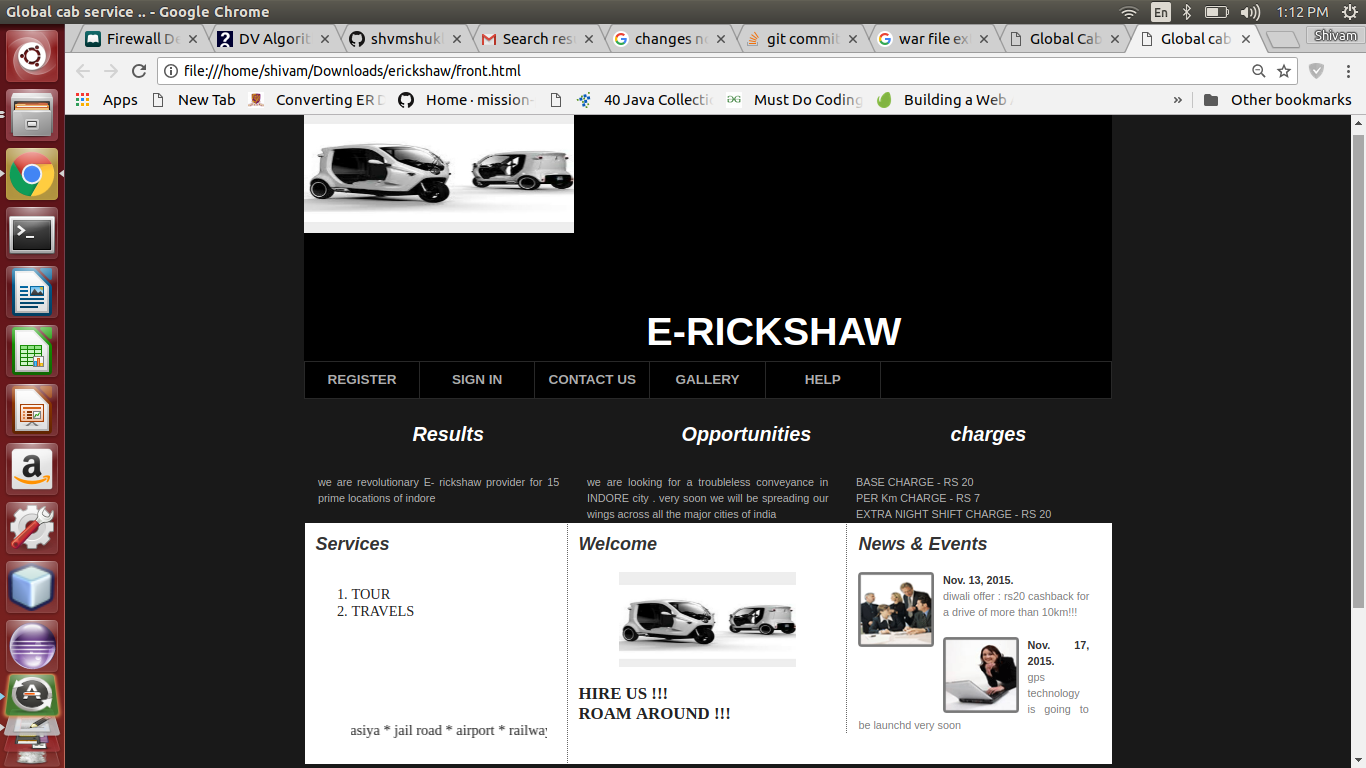 Global cab service .. - Google Chrome
En
1:12 PM
Firewall De
DV Algorit
shvmshukl
Search res
changes no
git commit
war file ex
Global Cab
Global cab
Shivam
file:///home/shivam/Downloads/erickshaw/front.html
Apps
New Tab
Converting ER D
Home · mission-
40 Java Collectio
Must Do Coding
Building a Web A
»
Other bookmarks
E-RICKSHAW
REGISTER
SIGN IN
CONTACT US
GALLERY
HELP
Results
we are revolutionary E- rickshaw provider for 15
prime locations of indore
Opportunities
we are looking for a troubleless conveyance in
INDORE city . very soon we will be spreading our
wings across all the major cities of india
charges
BASE CHARGE - RS 20
PER Km CHARGE - RS 7
EXTRA NIGHT SHIFT CHARGE - RS 20
Services
1. TOUR
2. TRAVELS
asiya * jail road * airport * railway
Welcome
HIRE US !!!
ROAM AROUND !!!
News & Events
Nov. 13, 2015.
diwali offer : rs20 cashback for
a drive of more than 10km!!!
Nov. 17,
2015.
gps
technology
is going to
be launchd very soon